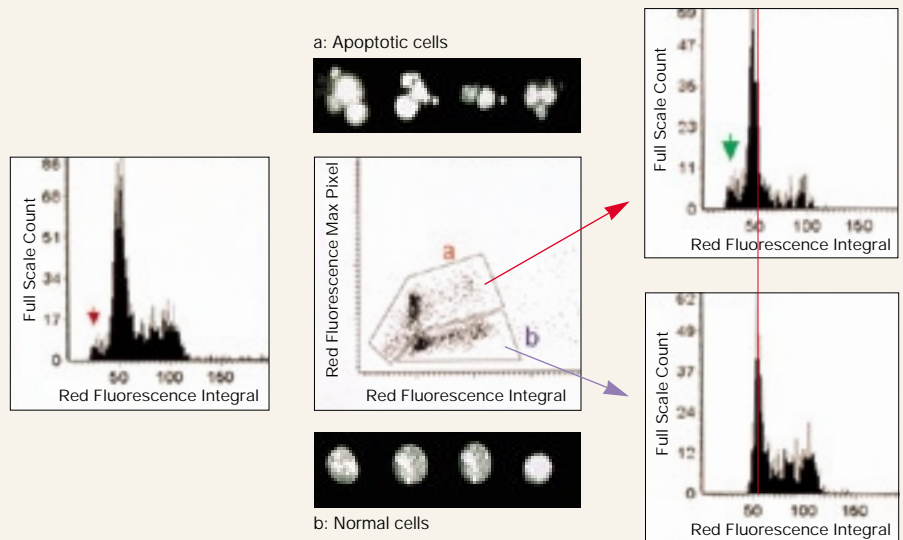 a: Apoptotic cells
Full Scale Count
86
68
51
34
17
0
50
100
150
Red Fluorescence Integral
Red Fluorescence Max Pixel
a
b
Red Fluorescence Integral
Full Scale Count
47
35
23
11
0
50
100
150
Red Fluorescence Integral
Full Scale Count
62
49
37
24
12
0
50
100
150
Red Fluorescence Integral
b: Normal cells